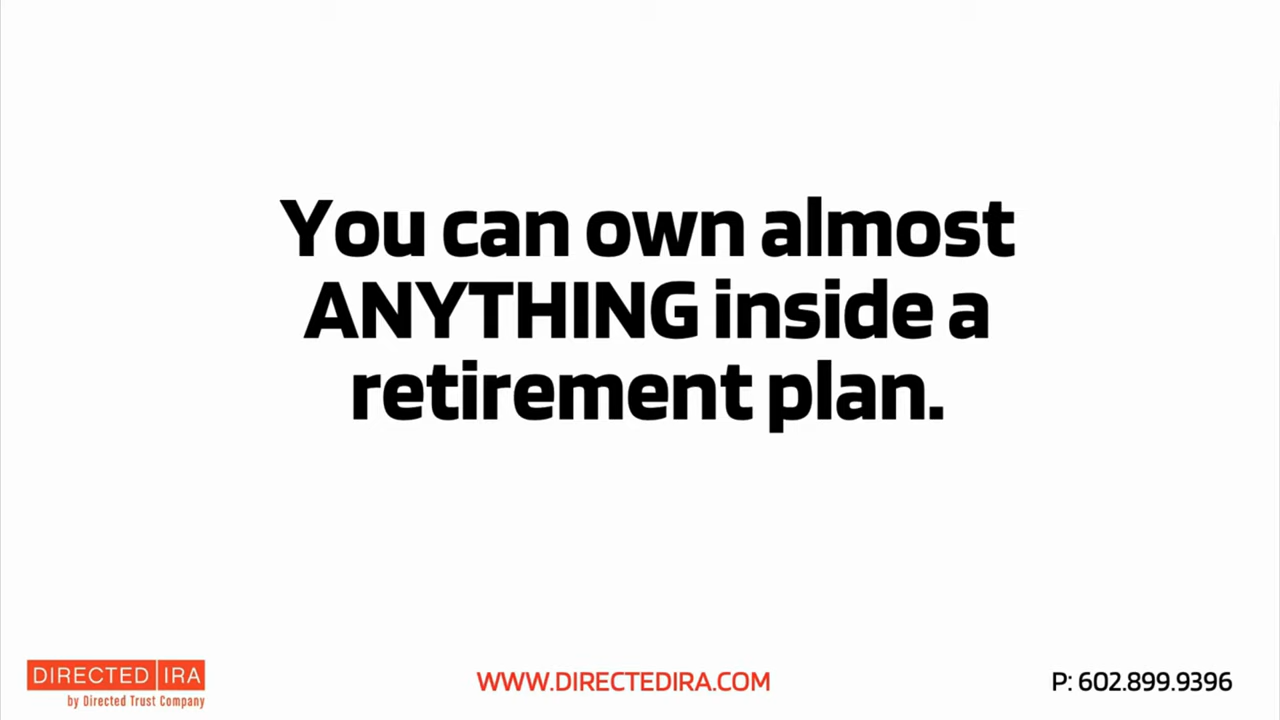 You can own almost
ANYTHING inside a
retirement plan.
DIRECTED IRA
by Directed Trust Company
WWW.DIRECTEDIRA.COM
P: 602.899.9396